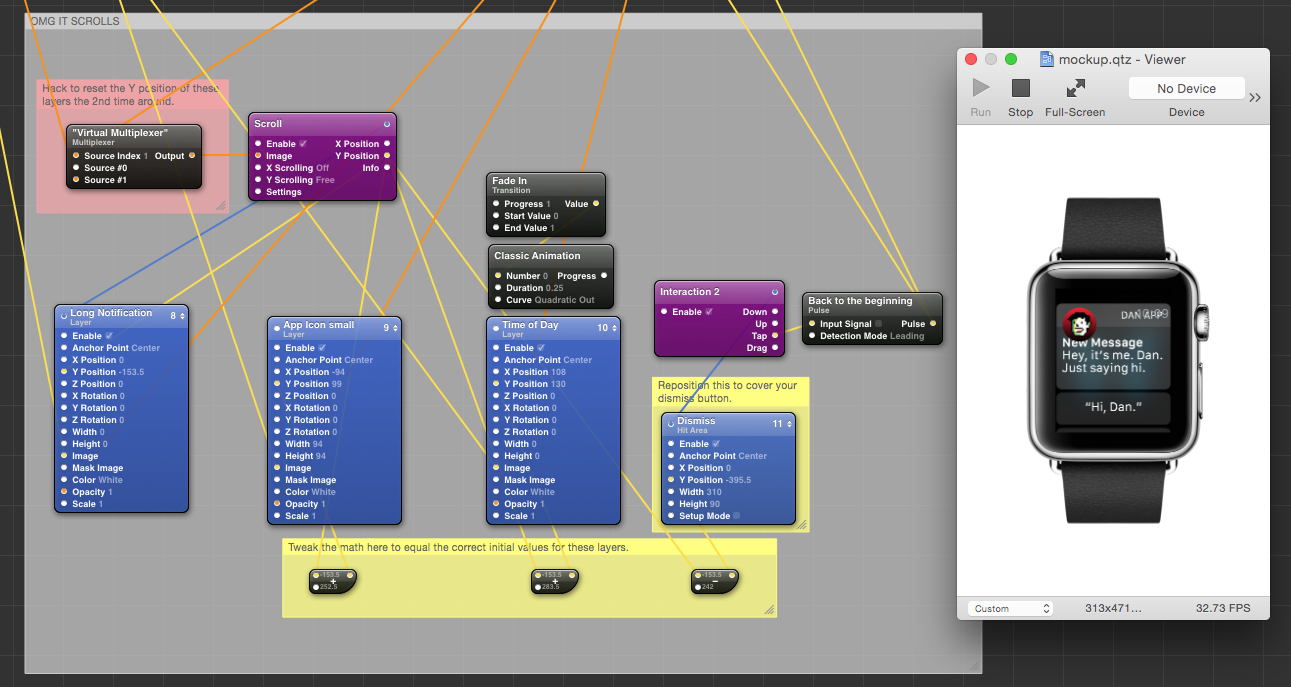 OMG IT SCROLLS
Hack to reset the Y position of these
layers the 2nd time around.
"Virtual Multiplexer"
Multiplexer
Source Index 1 Output
Source #0
Source #1
Scroll
Enable ✓ X Position
Image Y Position
X Scrolling Off Info
Y Scrolling Free
Settings
Fade In
Transition
Progress 1 Value
Start Value 0
End Value 1
Classic Animation
Number 0 Progress
Duration 0.25
Curve Quadratic Out
Long Notification 8
Layer
Enable ✓
Anchor Point Center
X Position 0
Y Position -153.5
Z Position 0
X Rotation 0
Y Rotation 0
Z Rotation 0
Width 0
Height 0
Image
Mask Image
Color White
Opacity 1
Scale 1
App Icon small 9
Layer
Enable ✓
Anchor Point Center
X Position -94
Y Position 99
Z Position 0
X Rotation 0
Y Rotation 0
Z Rotation 0
Width 94
Height 94
Image
Mask Image
Color White
Opacity 1
Scale 1
Time of Day 10
Layer
Enable ✓
Anchor Point Center
X Position 108
Y Position 130
Z Position 0
X Rotation 0
Y Rotation 0
Z Rotation 0
Width 0
Height 0
Image
Mask Image
Color White
Opacity 1
Scale 1
Interaction 2
Enable ✓ Down
Up
Tap
Drag
Back to the beginning
Pulse
Input Signal Pulse
Detection Mode Leading
Reposition this to cover your
dismiss button.
Dismiss 11
Hit Area
Enable ✓
Anchor Point Center
X Position 0
Y Position -395.5
Width 310
Height 90
Setup Mode
Tweak the math here to equal the correct initial values for these layers.
-153.5
+
252.5
-153.5
+
283.5
-153.5
−
242
mockup.qtz - Viewer
No Device
Run Stop Full-Screen Device
DAN APP
New Message
Hey, it's me. Dan.
Just saying hi.
"Hi, Dan."
Custom 313x471... 32.73 FPS